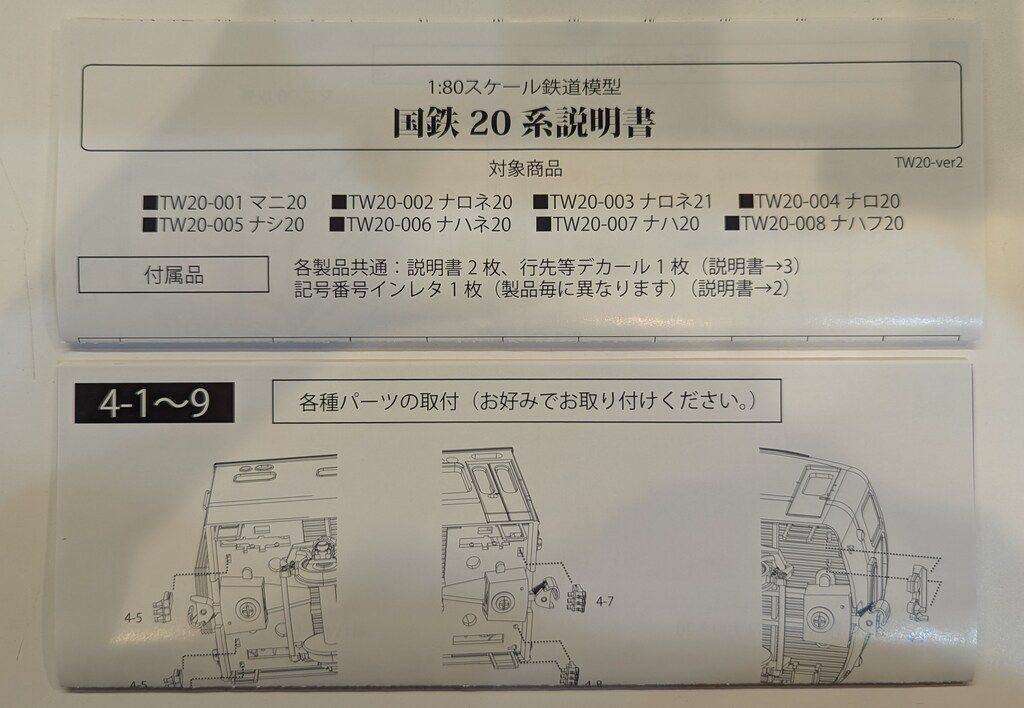 1:80スケール鉄道模型
国鉄 20 系説明書
対象商品
TW20-ver2
■TW20-001 マニ20 ■TW20-002 ナロネ20 ■TW20-003 ナロネ21 ■TW20-004 ナロ20
■TW20-005 ナシ20 ■TW20-006 ナハネ20 ■TW20-007 ナハ20 ■TW20-008 ナハフ20
付属品
各製品共通：説明書 2 枚、行先等デカール 1 枚（説明書→3）
記号番号インレタ 1 枚（製品毎に異なります）（説明書→2）
4-1～9
各種パーツの取付（お好みでお取り付けください。）
4-5
4-7
4-5
4-8